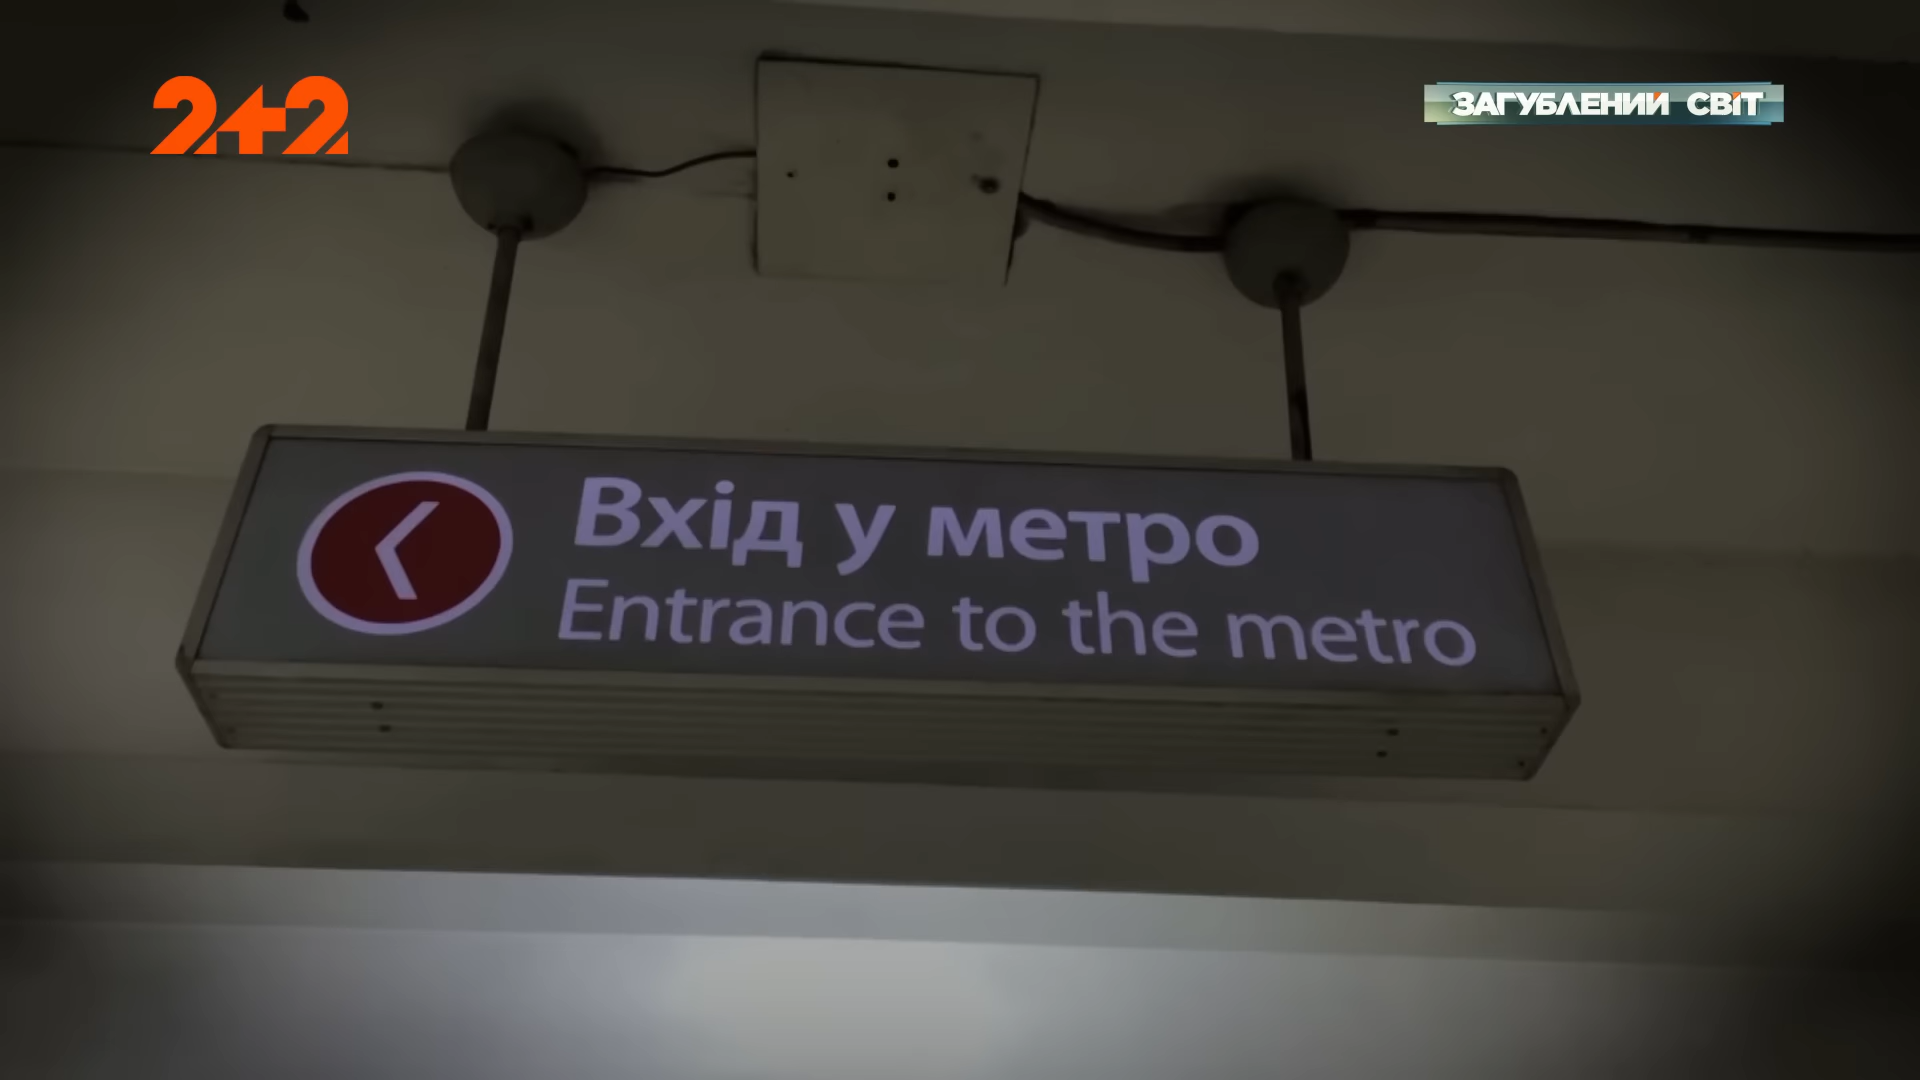 2+2
ЗАГУБЛЕНИЙ СВІТ
Вхід у метро
Entrance to the metro